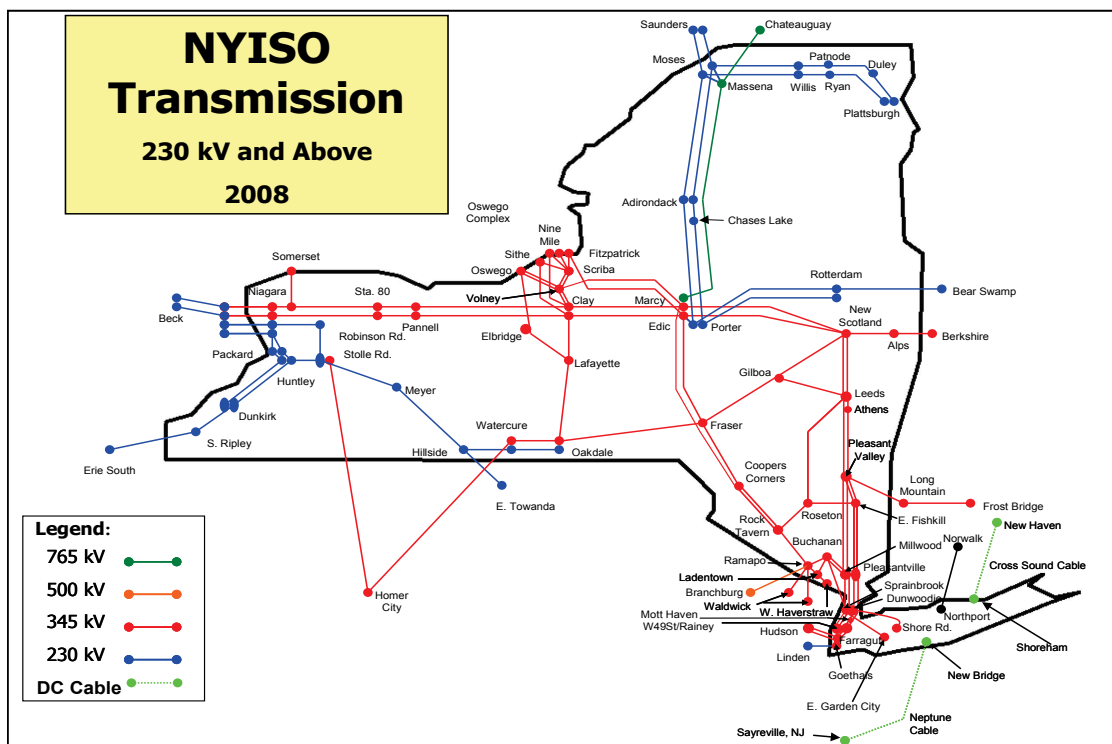 NYISO
Transmission
230 kV and Above
2008
Saunders
Chateauguay
Moses
Massena
Patnode
Willis
Ryan
Duley
Plattsburgh
Adirondack
Chases Lake
Oswego
Complex
Nine
Mile
Fitzpatrick
Sithe
Scriba
Somerset
Oswego
Rotterdam
Bear Swamp
Niagara
Sta. 80
Volney
Clay
Marcy
Beck
New
Scotland
Pannell
Edic
Porter
Elbridge
Alps
Berkshire
Robinson Rd.
Packard
Stolle Rd.
Lafayette
Huntley
Gilboa
Meyer
Leeds
Athens
Dunkirk
Fraser
S. Ripley
Watercure
Erie South
Hillside
Oakdale
Pleasant
Valley
E. Towanda
Coopers
Corners
Long
Mountain
Roseton
Frost Bridge
Rock
Tavern
E. Fishkill
Legend:
765 kV
500 kV
345 kV
230 kV
DC Cable
New Haven
Buchanan
Norwalk
Millwood
Ramapo
Pleasantville
Ladentown
Cross Sound Cable
Branchburg
Homer
City
Sprainbrook
Dunwoodie
Waldwick
W. Haverstraw
Mott Haven
Northport
W49St/Rainey
Hudson
Shore Rd.
Farragut
Shoreham
Linden
Goethals
New Bridge
E. Garden City
Neptune
Cable
Sayreville, NJ